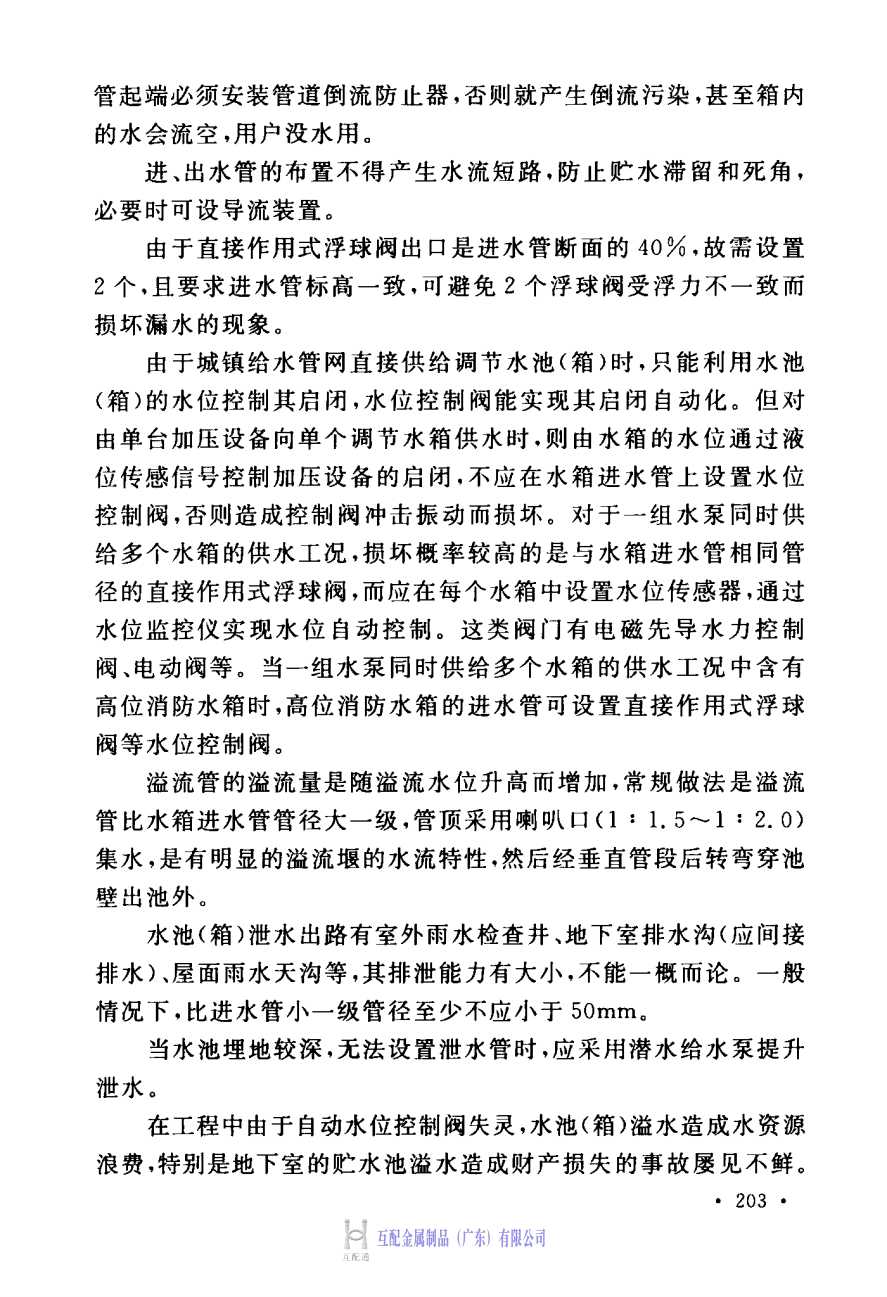 管起端必须安装管道倒流防止器,否则就产生倒流污染,甚至箱内
的水会流空,用户没水用。
进、出水管的布置不得产生水流短路,防止贮水滞留和死角,
必要时可设导流装置。
由于直接作用式浮球阀出口是进水管断面的 40%,故需设置
2 个,且要求进水管标高一致,可避免 2 个浮球阀受浮力不一致而
损坏漏水的现象。
由于城镇给水管网直接供给调节水池(箱)时,只能利用水池
(箱)的水位控制其启闭,水位控制阀能实现其启闭自动化。但对
由单台加压设备向单个调节水箱供水时,则由水箱的水位通过液
位传感信号控制加压设备的启闭,不应在水箱进水管上设置水位
控制阀,否则造成控制阀冲击振动而损坏。对于一组水泵同时供
给多个水箱的供水工况,损坏概率较高的是与水箱进水管相同管
径的直接作用式浮球阀,而应在每个水箱中设置水位传感器,通过
水位监控仪实现水位自动控制。这类阀门有电磁先导水力控制
阀、电动阀等。当一组水泵同时供给多个水箱的供水工况中含有
高位消防水箱时,高位消防水箱的进水管可设置直接作用式浮球
阀等水位控制阀。
溢流管的溢流量是随溢流水位升高而增加,常规做法是溢流
管比水箱进水管管径大一级,管顶采用喇叭口(1:1.5~1:2.0)
集水,是有明显的溢流堰的水流特性,然后经垂直管段后转弯穿池
壁出池外。
水池(箱)泄水出路有室外雨水检查井、地下室排水沟(应间接
排水)、屋面雨水天沟等,其排泄能力有大小,不能一概而论。一般
情况下,比进水管小一级管径至少不应小于 50mm。
当水池埋地较深,无法设置泄水管时,应采用潜水给水泵提升
泄水。
在工程中由于自动水位控制阀失灵,水池(箱)溢水造成水资源
浪费,特别是地下室的贮水池溢水造成财产损失的事故屡见不鲜。
· 203 ·
互配金属制品（广东）有限公司
互配通